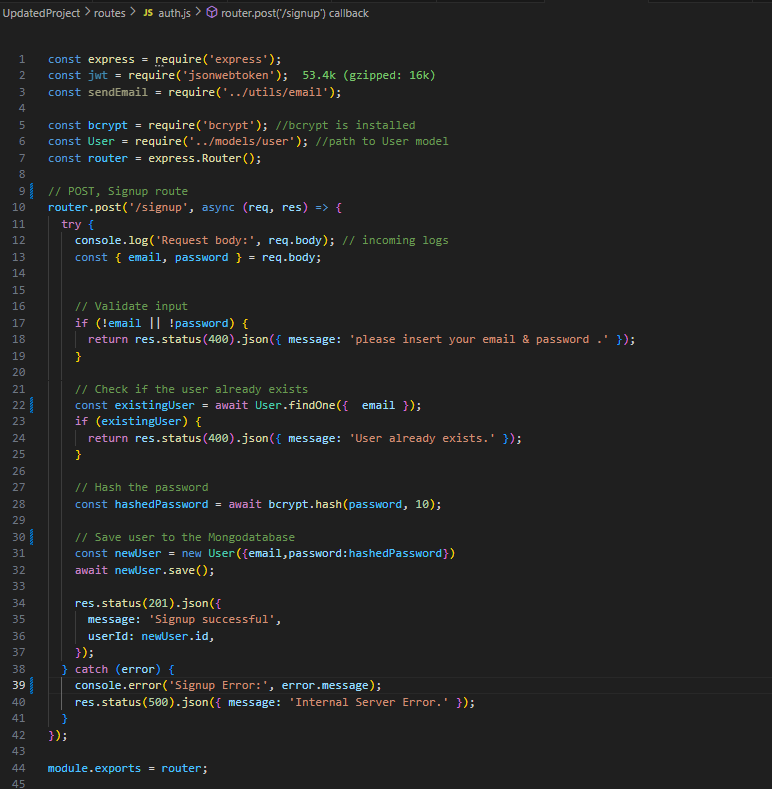 UpdatedProject > routes > JS auth.js > router.post('/signup') callback
1 const express = require('express');
2 const jwt = require('jsonwebtoken');  53.4k (gzipped: 16k)
3 const sendEmail = require('../utils/email');
4
5 const bcrypt = require('bcrypt'); //bcrypt is installed
6 const User = require('../models/user'); //path to User model
7 const router = express.Router();
8
9 // POST, Signup route
10 router.post('/signup', async (req, res) => {
11   try {
12     console.log('Request body:', req.body); // incoming logs
13     const { email, password } = req.body;
14
15
16     // Validate input
17     if (!email || !password) {
18       return res.status(400).json({ message: 'please insert your email & password .' });
19     }
20
21     // Check if the user already exists
22     const existingUser = await User.findOne({  email });
23     if (existingUser) {
24       return res.status(400).json({ message: 'User already exists.' });
25     }
26
27     // Hash the password
28     const hashedPassword = await bcrypt.hash(password, 10);
29
30     // Save user to the Mongodatabase
31     const newUser = new User({email,password:hashedPassword})
32     await newUser.save();
33
34     res.status(201).json({
35       message: 'Signup successful',
36       userId: newUser.id,
37     });
38   } catch (error) {
39     console.error('Signup Error:', error.message);
40     res.status(500).json({ message: 'Internal Server Error.' });
41   }
42 });
43
44 module.exports = router;
45